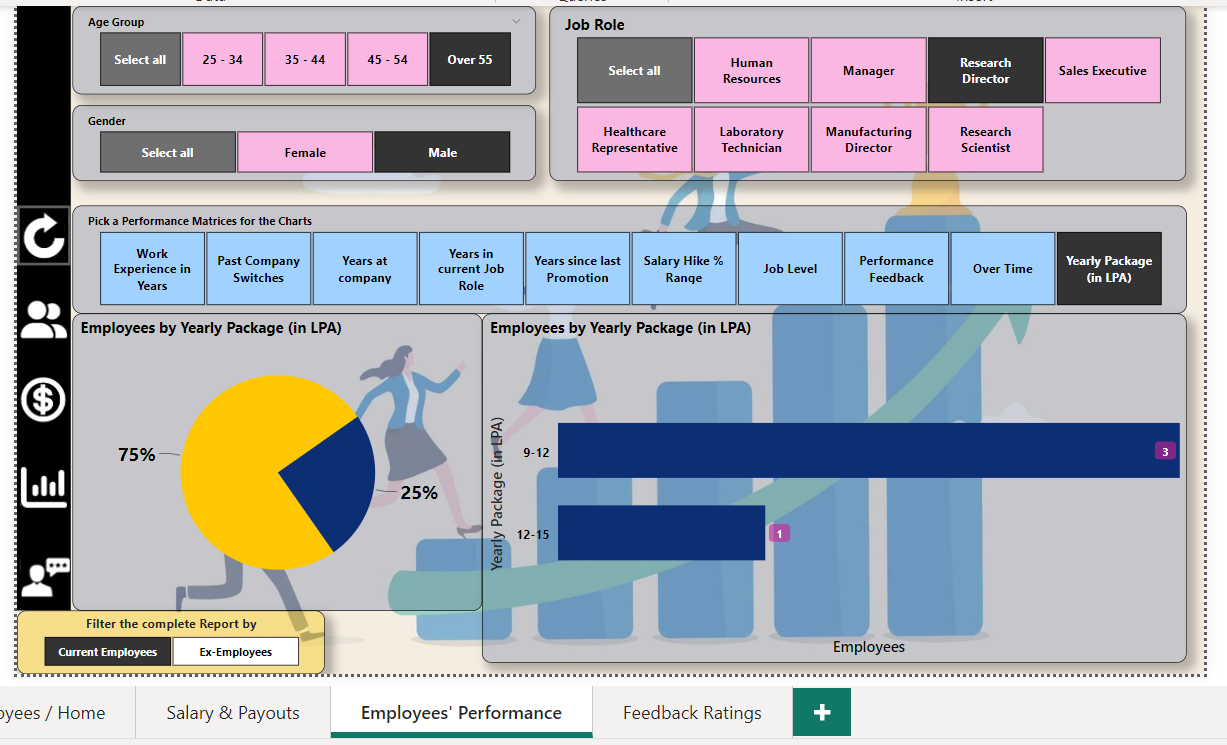 Age Group
Select all
25 - 34
35 - 44
45 - 54
Over 55
Job Role
Select all
Human
Resources
Manager
Research
Director
Sales Executive
Healthcare
Representative
Laboratory
Technician
Manufacturing
Director
Research
Scientist
Gender
Select all
Female
Male
Pick a Performance Matrices for the Charts
Work
Experience in
Years
Past Company
Switches
Years at
company
Years in
current Job
Role
Years since last
Promotion
Salary Hike %
Range
Job Level
Performance
Feedback
Over Time
Yearly Package
(in LPA)
Employees by Yearly Package (in LPA)
75%
25%
Employees by Yearly Package (in LPA)
Yearly Package (in LPA)
9-12
3
12-15
1
Employees
Filter the complete Report by
Current Employees
Ex-Employees
/ Home
Salary & Payouts
Employees' Performance
Feedback Ratings